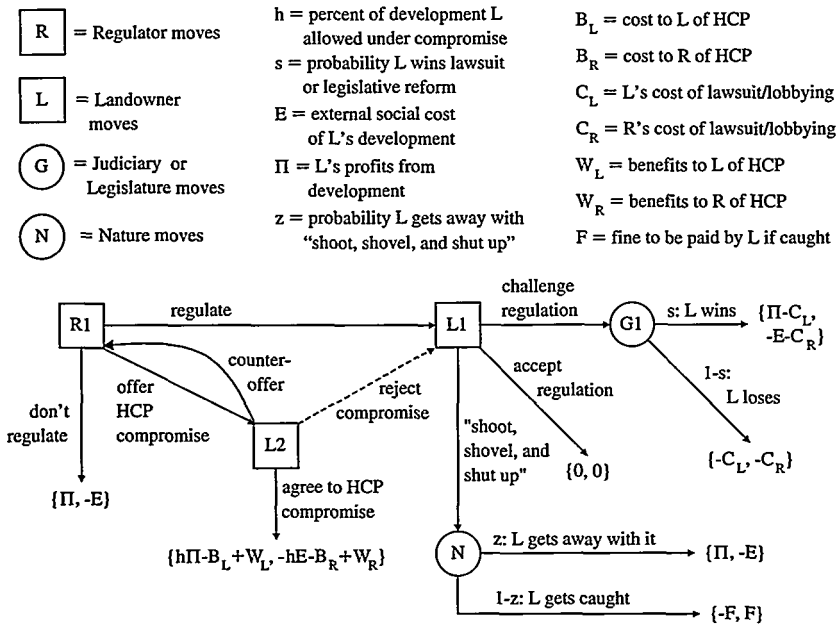 R = Regulator moves
L = Landowner
moves
G = Judiciary or
Legislature moves
N = Nature moves
h = percent of development L
allowed under compromise
s = probability L wins lawsuit
or legislative reform
E = external social cost
of L's development
Π = L's profits from
development
z = probability L gets away with
"shoot, shovel, and shut up"
B_L = cost to L of HCP
B_R = cost to R of HCP
C_L = L's cost of lawsuit/lobbying
C_R = R's cost of lawsuit/lobbying
W_L = benefits to L of HCP
W_R = benefits to R of HCP
F = fine to be paid by L if caught
R1
regulate
L1
challenge
regulation
G1
s: L wins
{Π-C_L,
-E-C_R}
1-s:
L loses
{-C_L, -C_R}
accept
regulation
{0, 0}
counter-
offer
offer
HCP
compromise
reject
compromise
don't
regulate
{Π, -E}
L2
agree to HCP
compromise
{hΠ-B_L+W_L, -hE-B_R+W_R}
"shoot,
shovel, and
shut up"
N
z: L gets away with it
{Π, -E}
1-z: L gets caught
{-F, F}